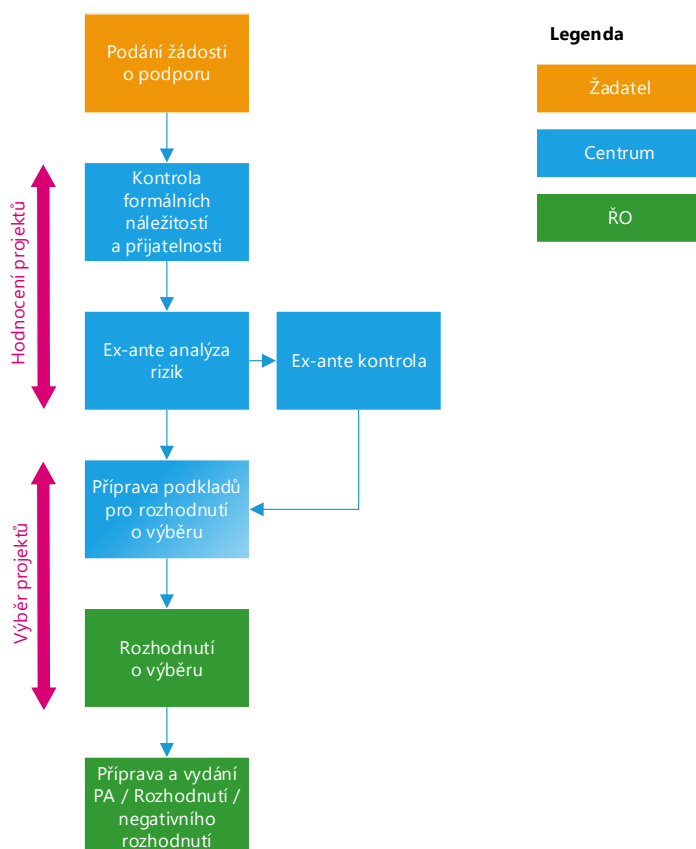 Podání žádosti
o podporu
Legenda
Žadatel
Centrum
ŘO
Hodnocení projektů
Kontrola
formálních
náležitostí
a přijatelnosti
Ex-ante analýza
rizik
Ex-ante kontrola
Výběr projektů
Příprava podkladů
pro rozhodnutí
o výběru
Rozhodnutí
o výběru
Příprava a vydání
PA / Rozhodnutí /
negativního
rozhodnutí